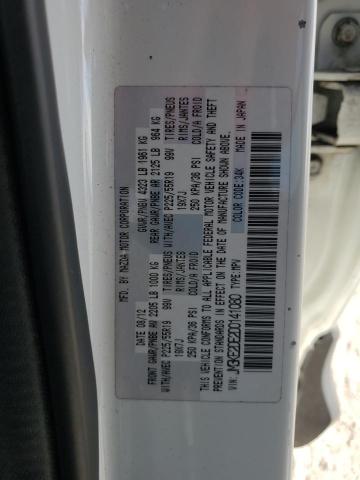 MFD. BY MAZDA MOTOR CORPORATION
DATE 08/12 GVWR/PNBV 4323 LB 1961 KG
FRONT GAWR/PNBE AV 2205 LB 1000 KG REAR GAWR/PNBE AR 2125 LB 964 KG
WITH/AVEC P225/55R19 99V TIRES/PNEUS WITH/AVEC P225/55R19 99V TIRES/PNEUS
19X7J RIMS/JANTES 19X7J RIMS/JANTES
250 KPA/36 PSI COLD/A FROID 250 KPA/36 PSI COLD/A FROID
THIS VEHICLE CONFORMS TO ALL APPLICABLE FEDERAL MOTOR VEHICLE SAFETY AND THEFT
PREVENTION STANDARDS IN EFFECT ON THE DATE OF MANUFACTURE SHOWN ABOVE.
VIN: TYPE:MPV COLOR CODE:34K MADE IN JAPAN